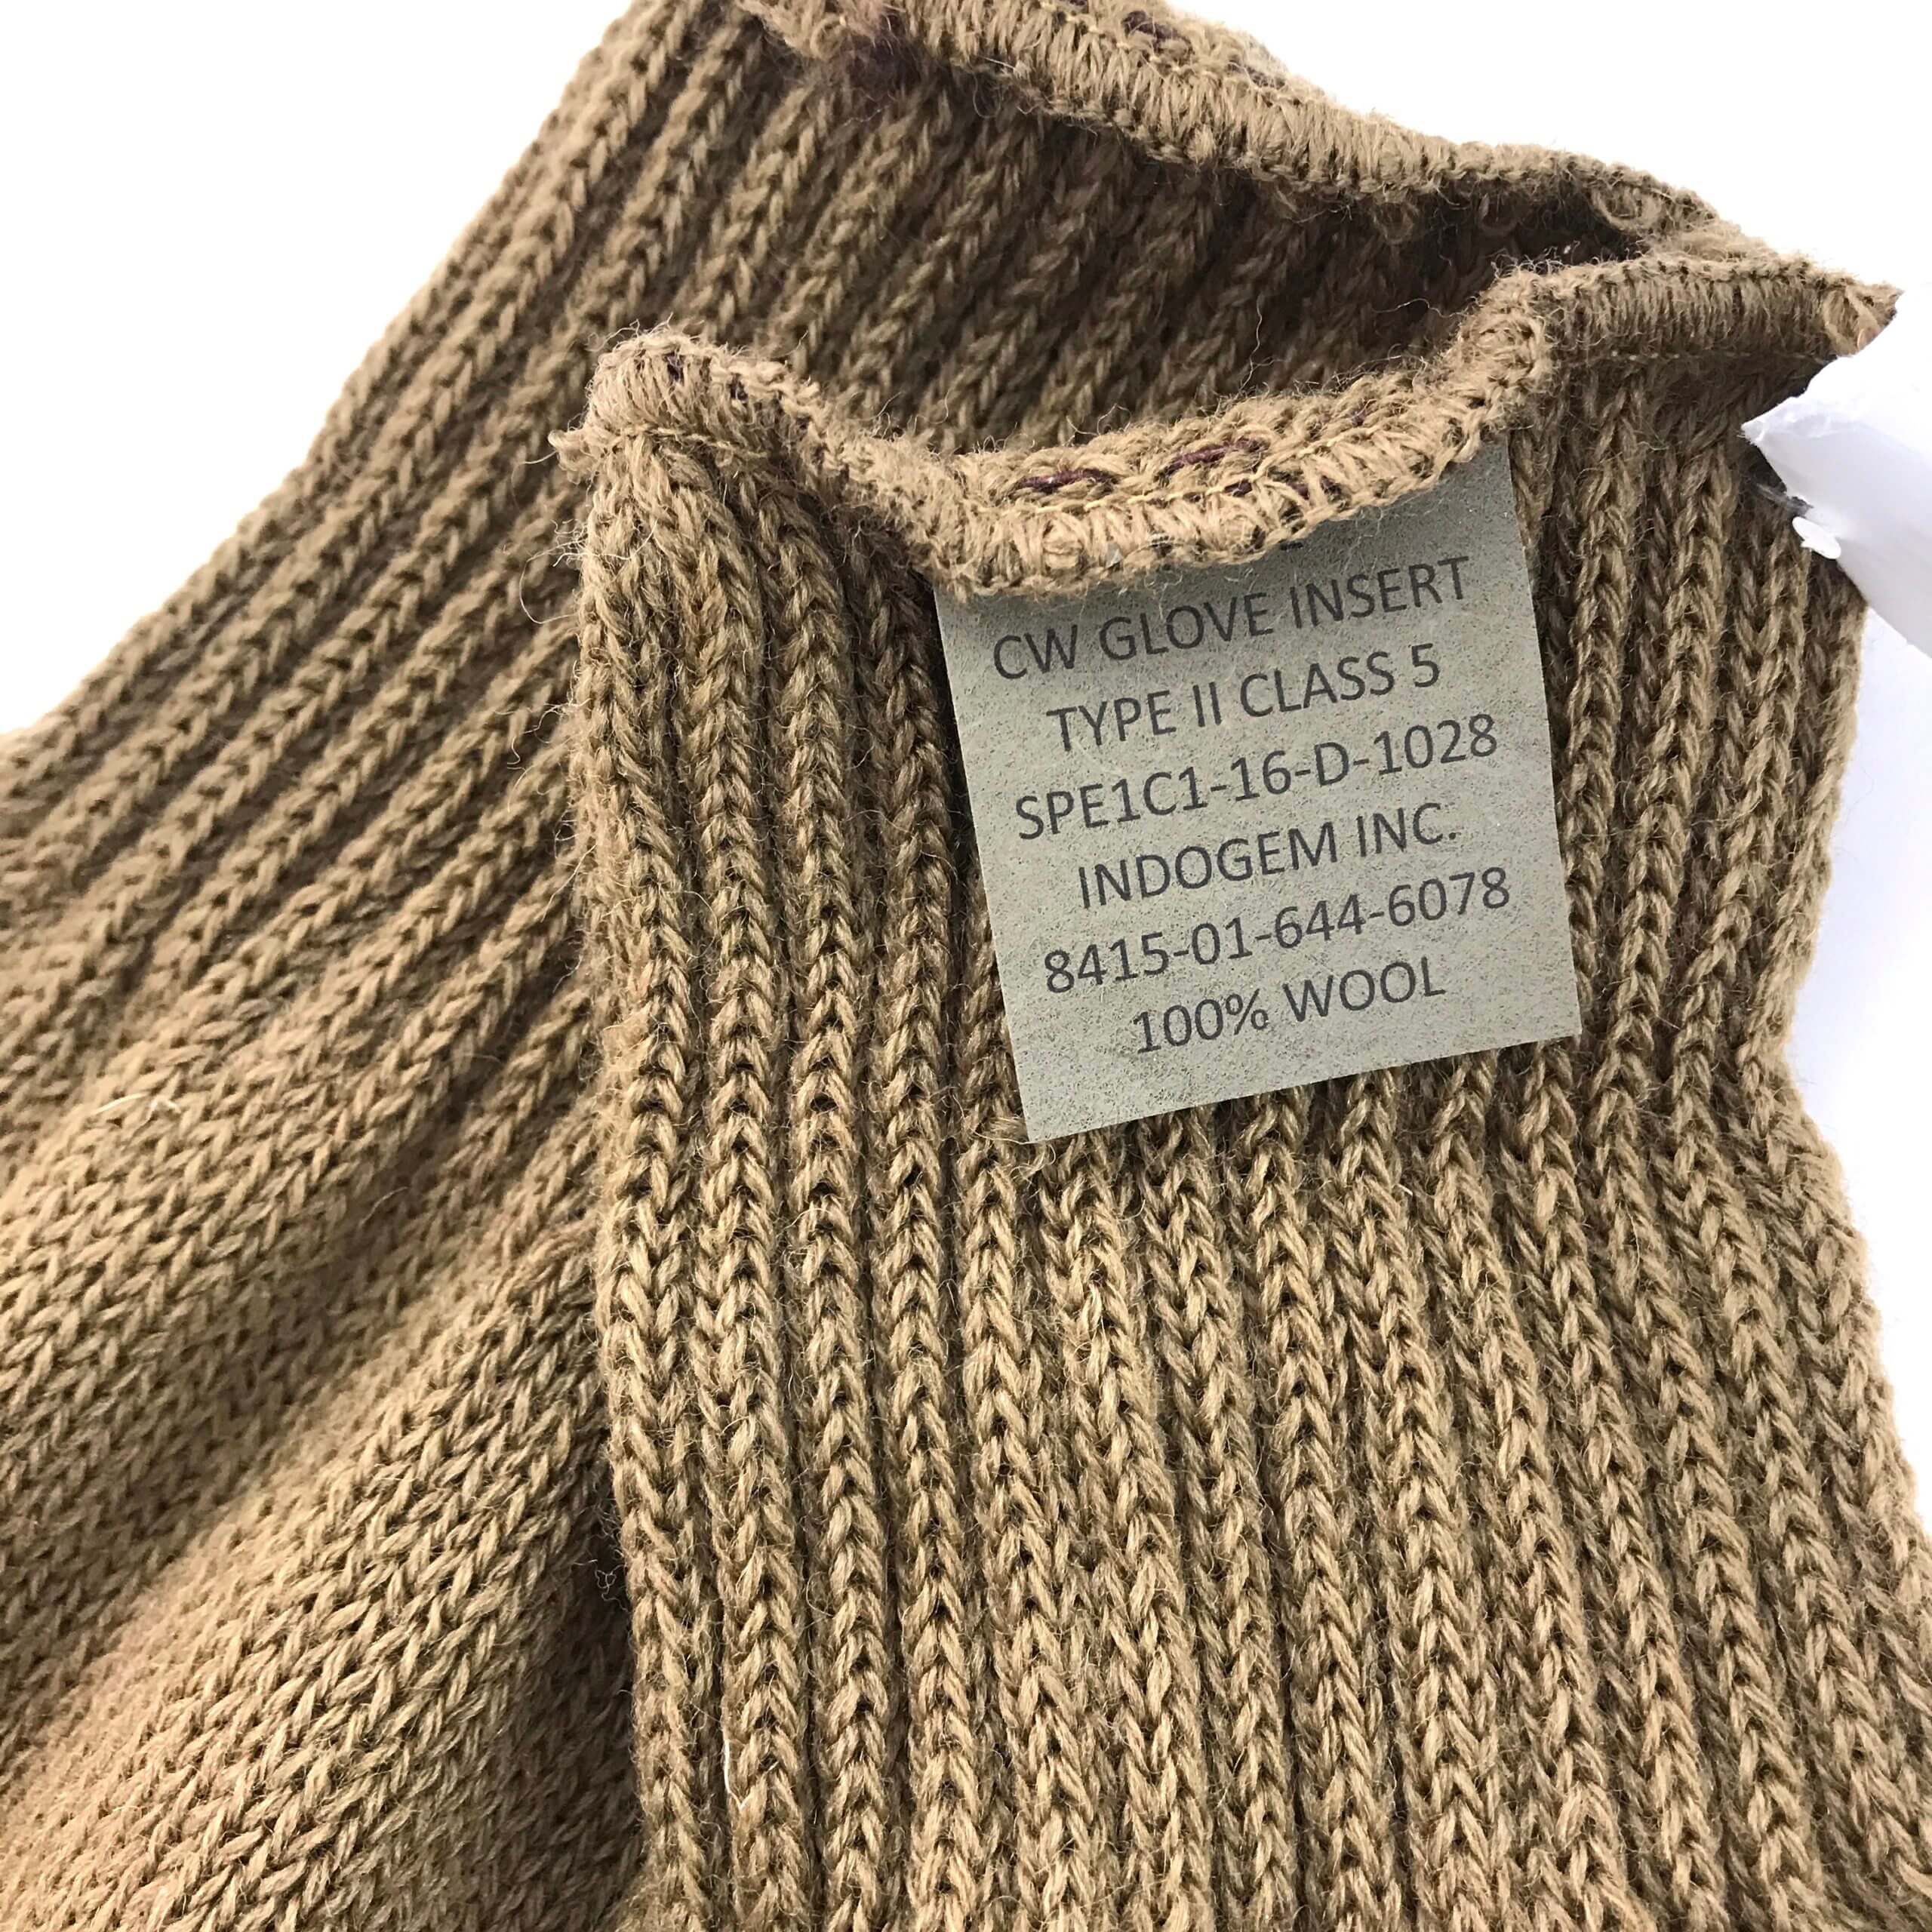 CW GLOVE INSERT
TYPE II CLASS 5
SPE1C1-16-D-1028
INDOGEM INC.
8415-01-644-6078
100% WOOL